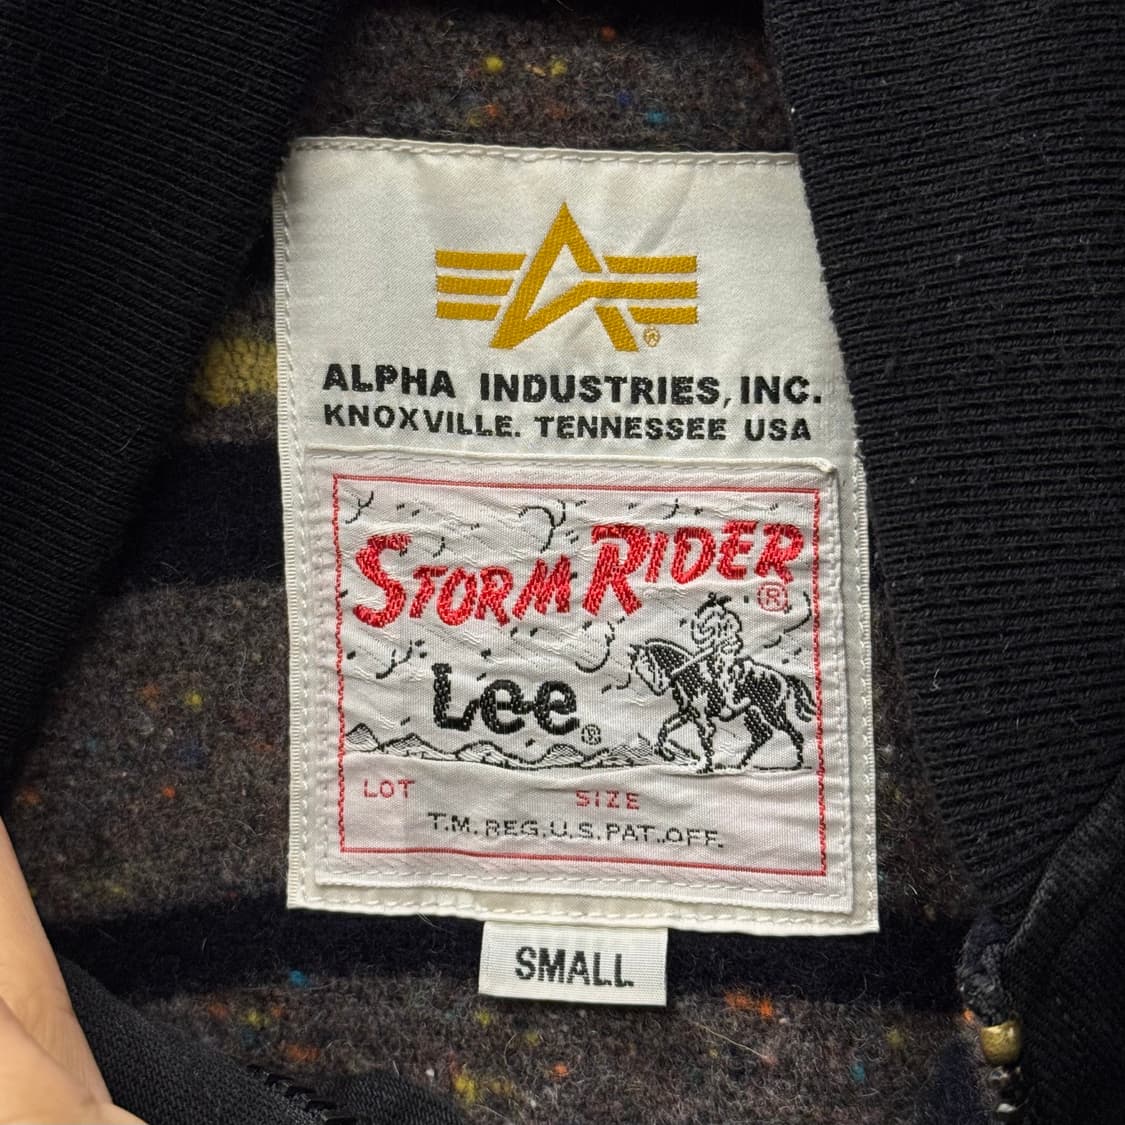 ALPHA INDUSTRIES, INC.
KNOXVILLE. TENNESSEE USA
STORM RIDER ®
Lee ®
LOT SIZE
T.M. REG. U.S. PAT. OFF.
SMALL